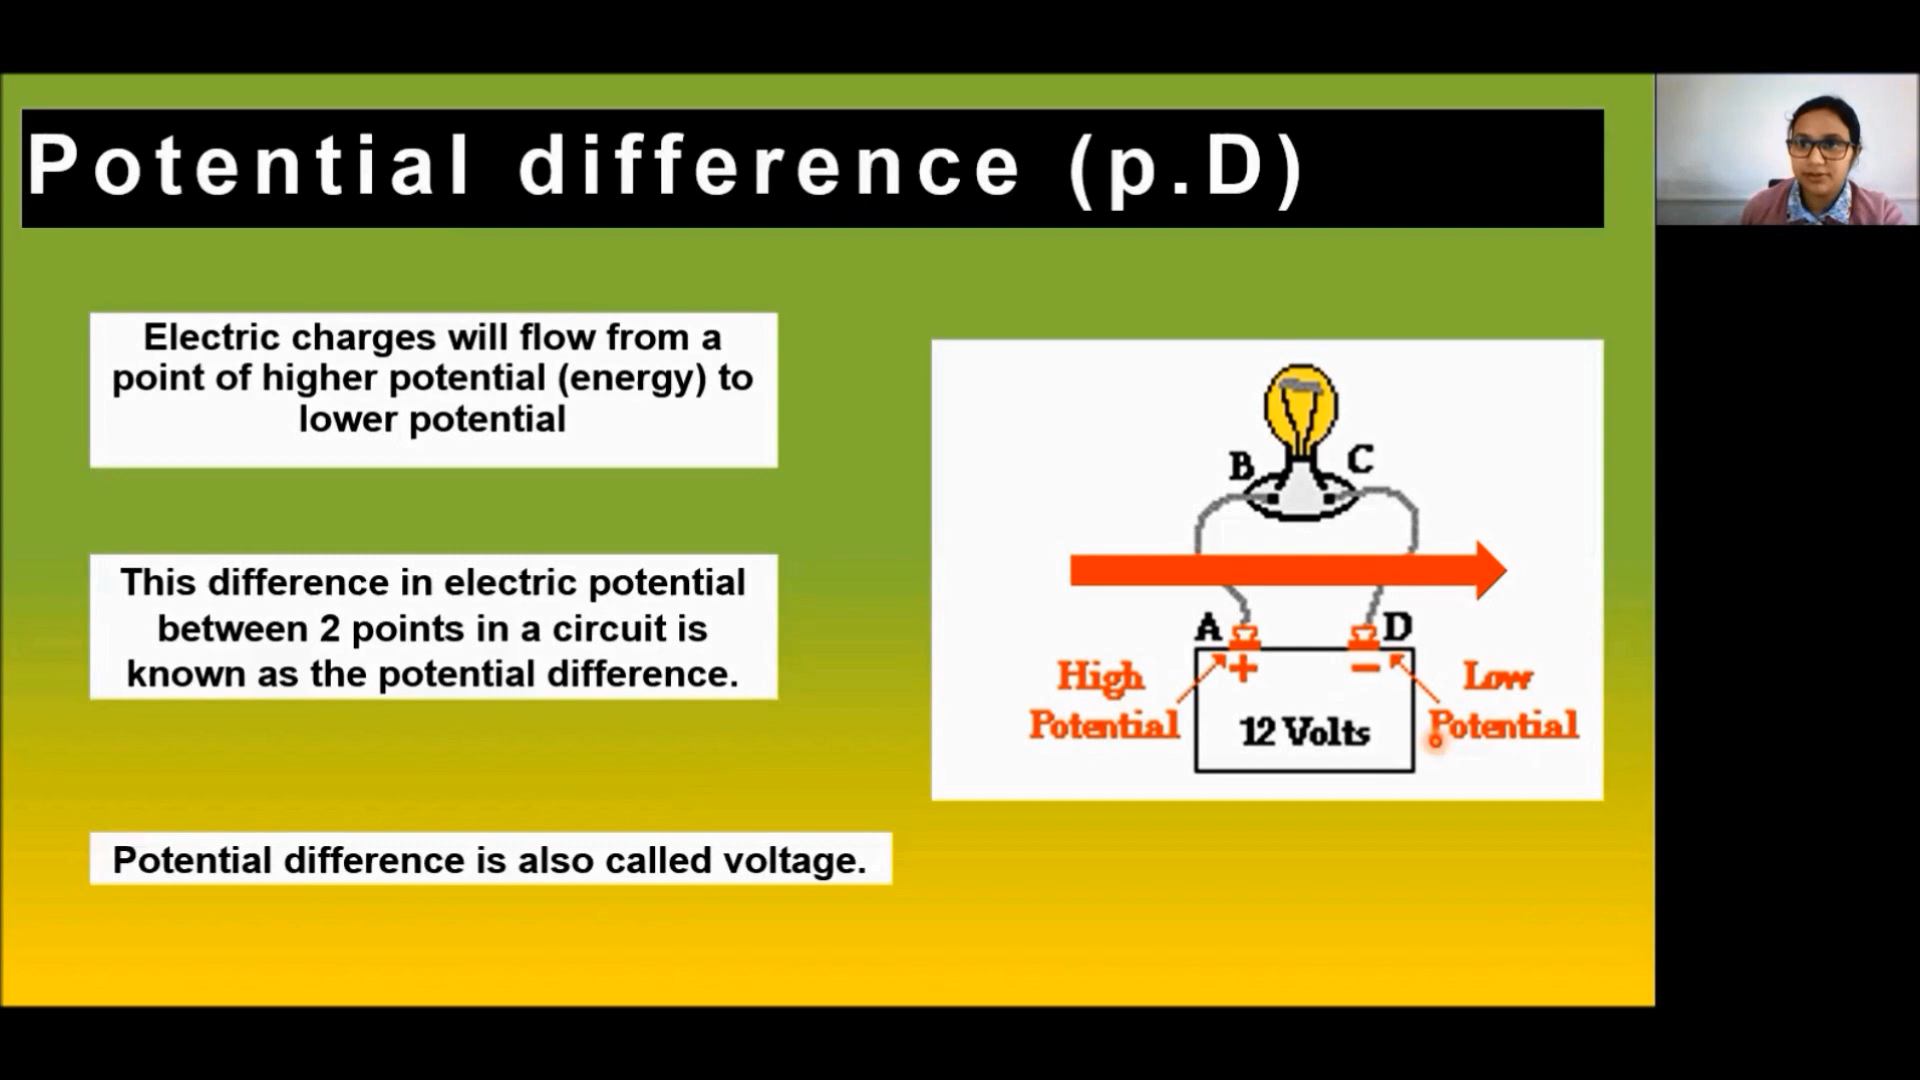 Potential difference (p.D)
Electric charges will flow from a
point of higher potential (energy) to
lower potential
This difference in electric potential
between 2 points in a circuit is
known as the potential difference.
Potential difference is also called voltage.
B C
A D
+ −
High
Potential
12 Volts
Low
Potential